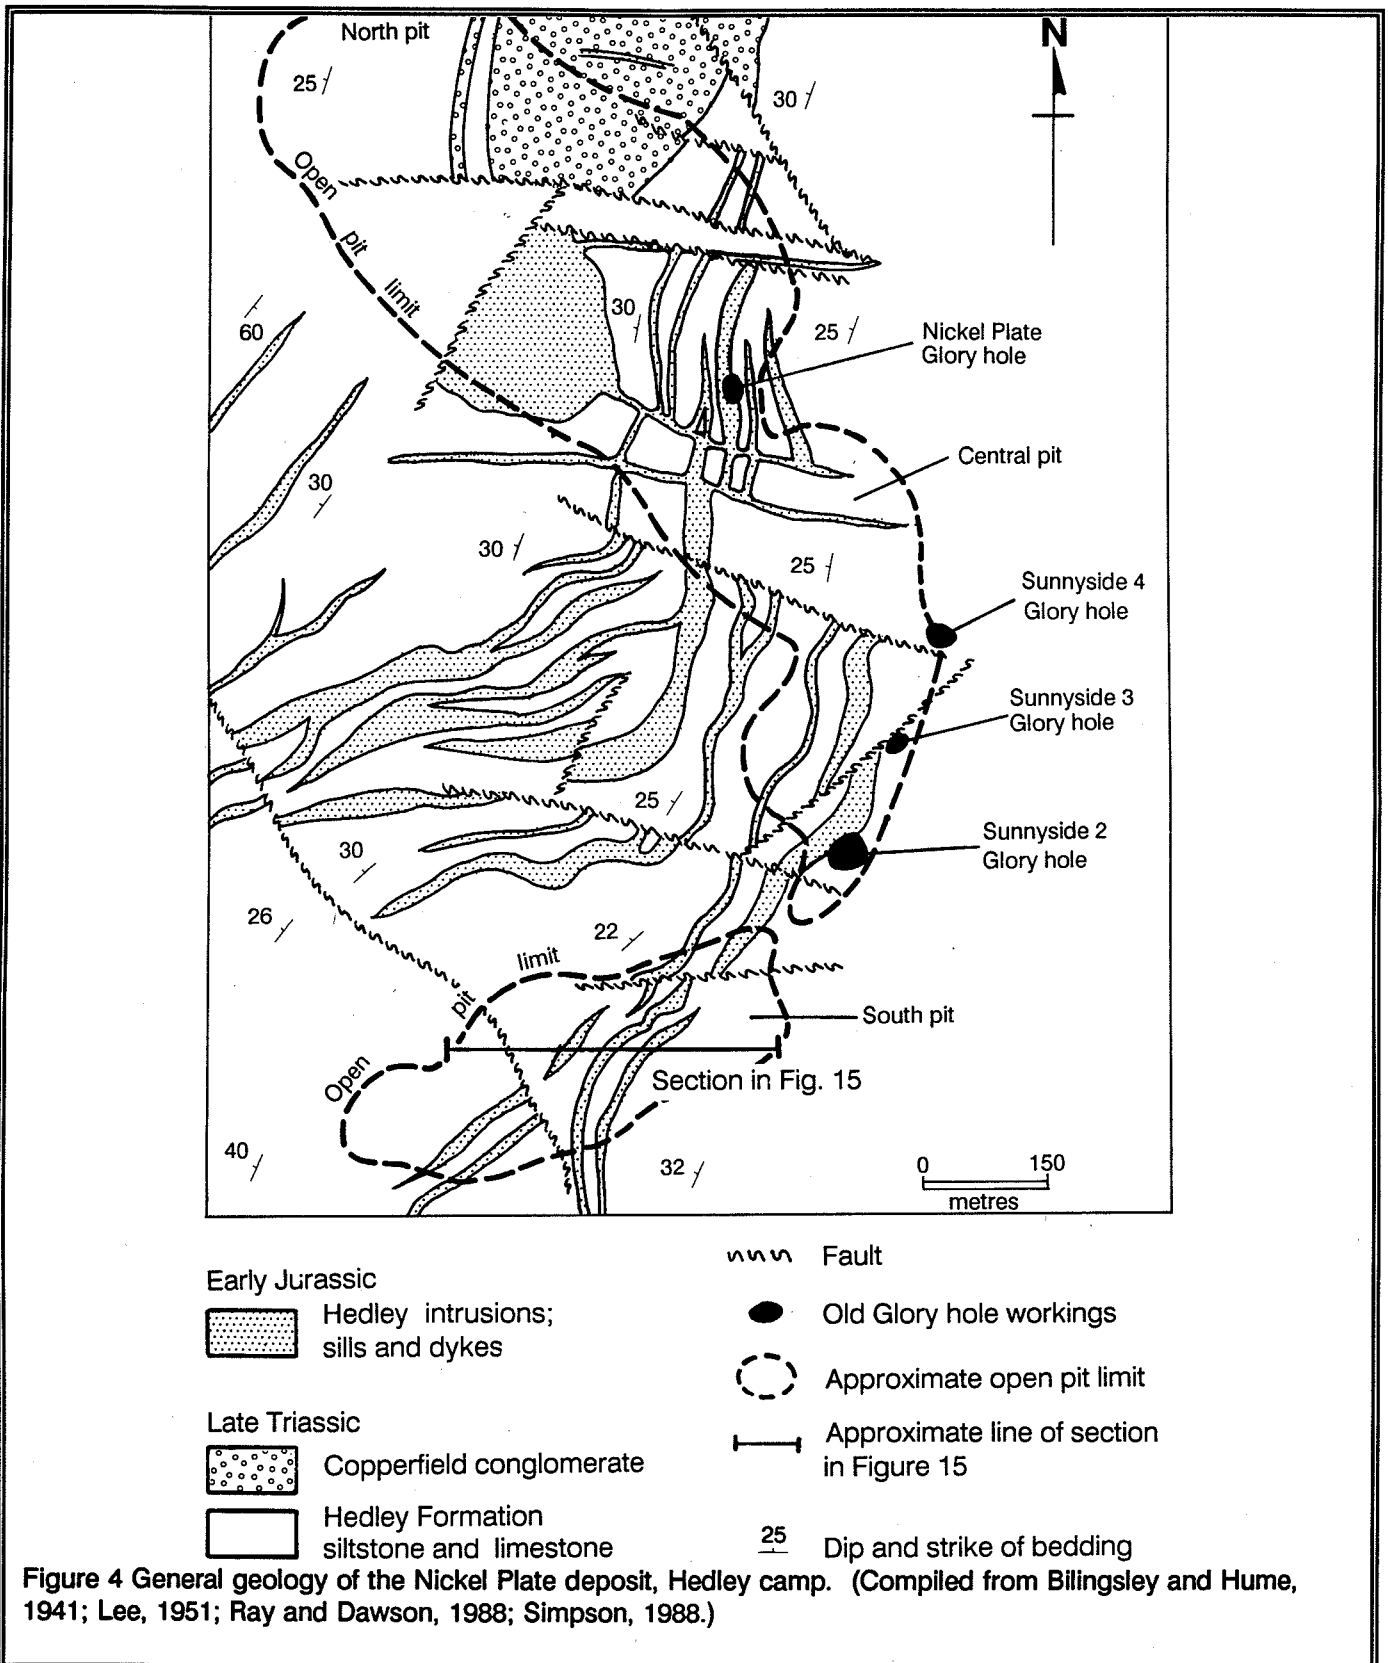 North pit
N
25
30
Open
pit
limit
30
25
Nickel Plate
Glory hole
60
Central pit
30
30
25
Sunnyside 4
Glory hole
Sunnyside 3
Glory hole
25
Sunnyside 2
Glory hole
30
26
22
limit
pit
Open
South pit
Section in Fig. 15
40
32
0 150
metres
Early Jurassic
Hedley intrusions;
sills and dykes
Late Triassic
Copperfield conglomerate
Hedley Formation
siltstone and limestone
Fault
Old Glory hole workings
Approximate open pit limit
Approximate line of section
in Figure 15
25
Dip and strike of bedding
Figure 4 General geology of the Nickel Plate deposit, Hedley camp. (Compiled from Bilingsley and Hume,
1941; Lee, 1951; Ray and Dawson, 1988; Simpson, 1988.)